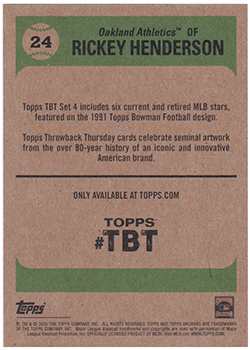 24
Oakland Athletics™ OF
RICKEY HENDERSON
Topps TBT Set 4 includes six current and retired MLB stars,
featured on the 1991 Topps Bowman Football design.
Topps Throwback Thursday cards celebrate seminal artwork
from the over 80-year history of an iconic and innovative
American brand.
ONLY AVAILABLE AT TOPPS.COM
TOPPS
#TBT
Topps